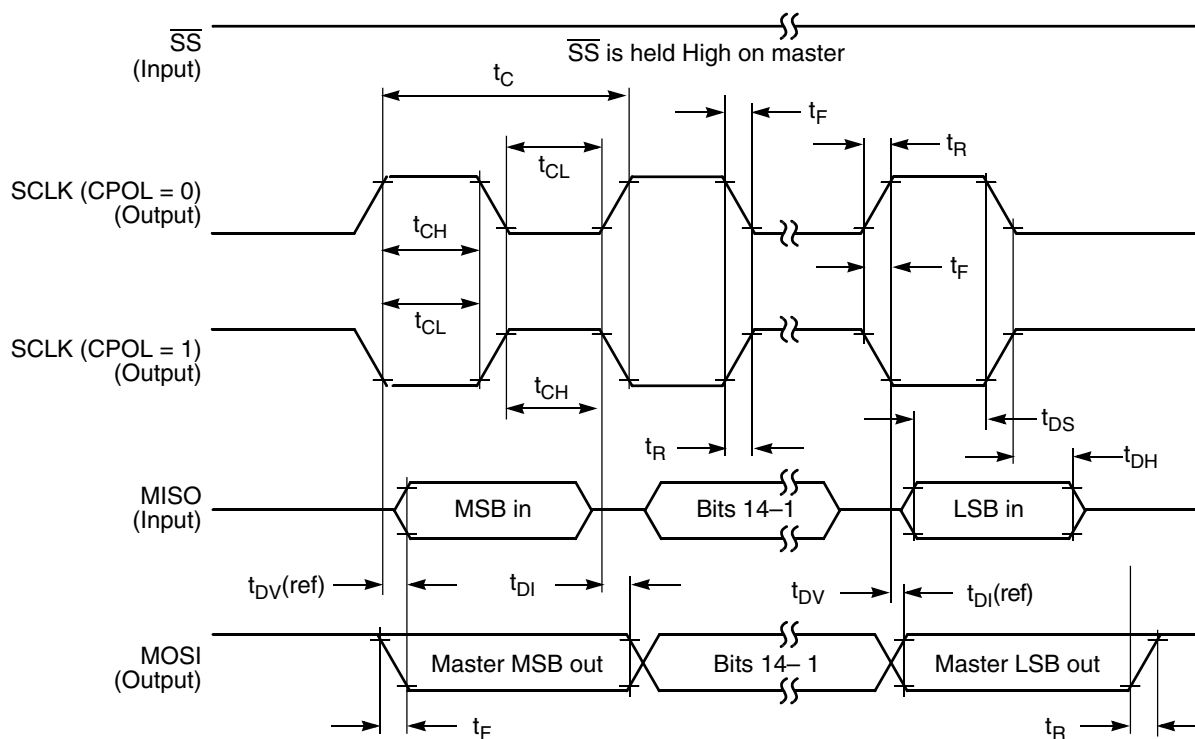 SS
(Input)
SS is held High on master
tC
tF
tR
tCL
SCLK (CPOL = 0)
(Output)
tCH
tF
tCL
SCLK (CPOL = 1)
(Output)
tCH
tDS
tR
tDH
MISO
(Input)
MSB in
Bits 14–1
LSB in
tDV(ref)
tDI
tDV
tDI(ref)
MOSI
(Output)
Master MSB out
Bits 14– 1
Master LSB out
tF
tR